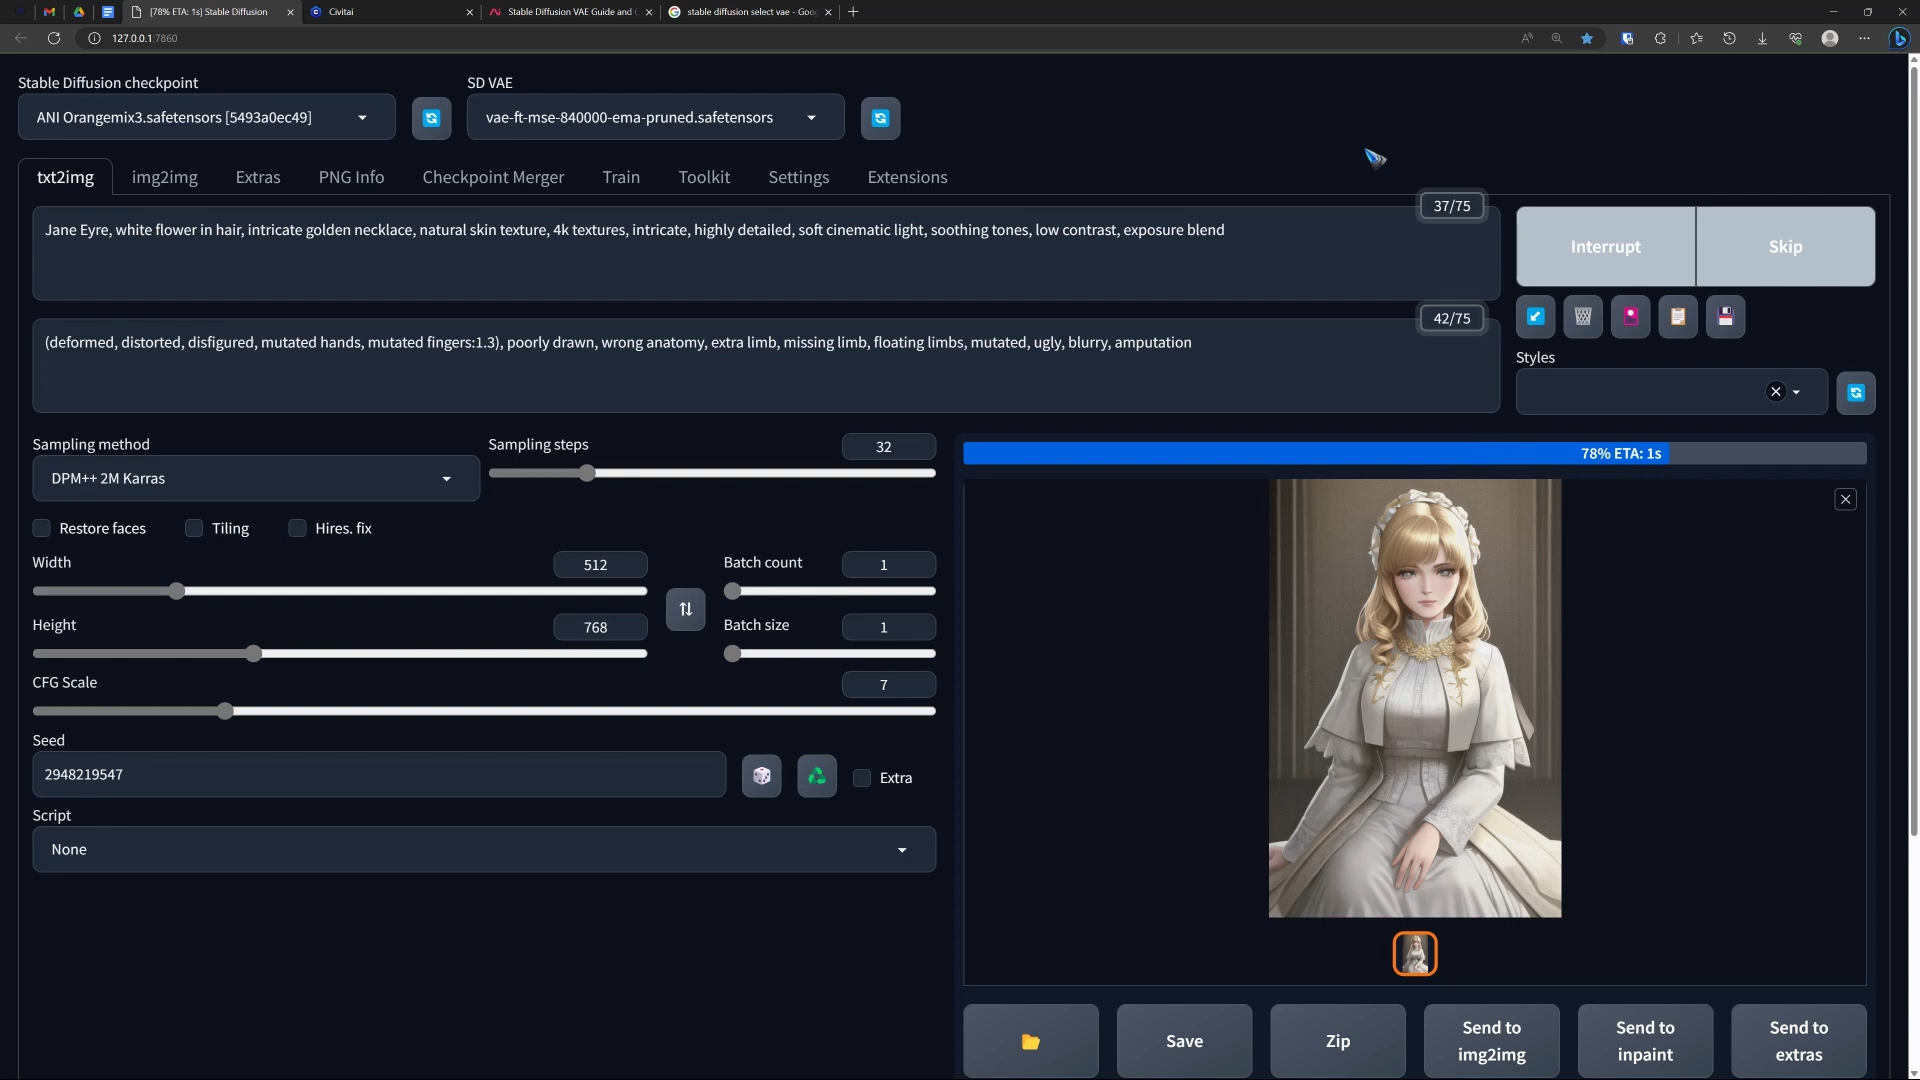 [78% ETA: 1s] Stable Diffusion
Civitai
Stable Diffusion VAE Guide and
stable diffusion select vae - Goo
127.0.0.1:7860
Stable Diffusion checkpoint
SD VAE
ANI Orangemix3.safetensors [5493a0ec49]
vae-ft-mse-840000-ema-pruned.safetensors
txt2img
img2img
Extras
PNG Info
Checkpoint Merger
Train
Toolkit
Settings
Extensions
37/75
Jane Eyre, white flower in hair, intricate golden necklace, natural skin texture, 4k textures, intricate, highly detailed, soft cinematic light, soothing tones, low contrast, exposure blend
Interrupt
Skip
42/75
(deformed, distorted, disfigured, mutated hands, mutated fingers:1.3), poorly drawn, wrong anatomy, extra limb, missing limb, floating limbs, mutated, ugly, blurry, amputation
Styles
Sampling method
Sampling steps
32
DPM++ 2M Karras
78% ETA: 1s
Restore faces
Tiling
Hires. fix
Width
512
Batch count
1
Height
768
Batch size
1
CFG Scale
7
Seed
2948219547
Extra
Script
None
Save
Zip
Send to
img2img
Send to
inpaint
Send to
extras